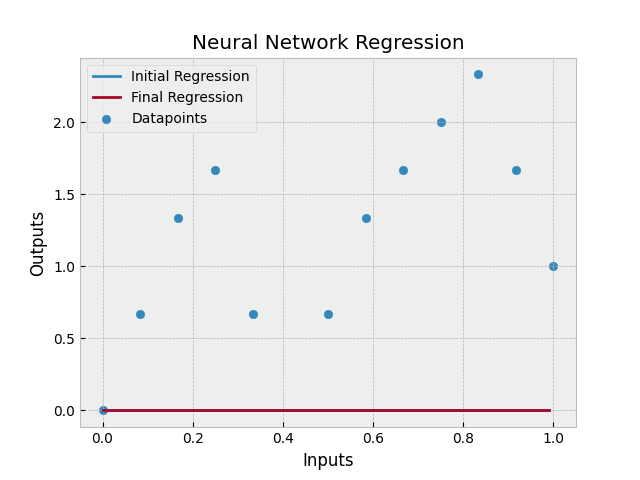 Neural Network Regression
Initial Regression
Final Regression
Datapoints
Outputs
2.0
1.5
1.0
0.5
0.0
0.0 0.2 0.4 0.6 0.8 1.0
Inputs